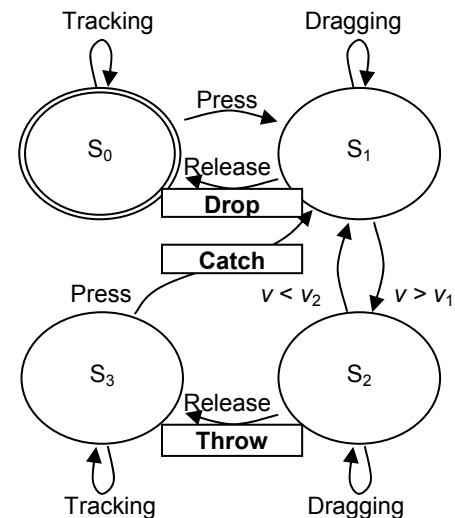 Tracking
Dragging
Press
S0
S1
Release
Drop
Catch
Press
v < v2
v > v1
S3
S2
Release
Throw
Tracking
Dragging